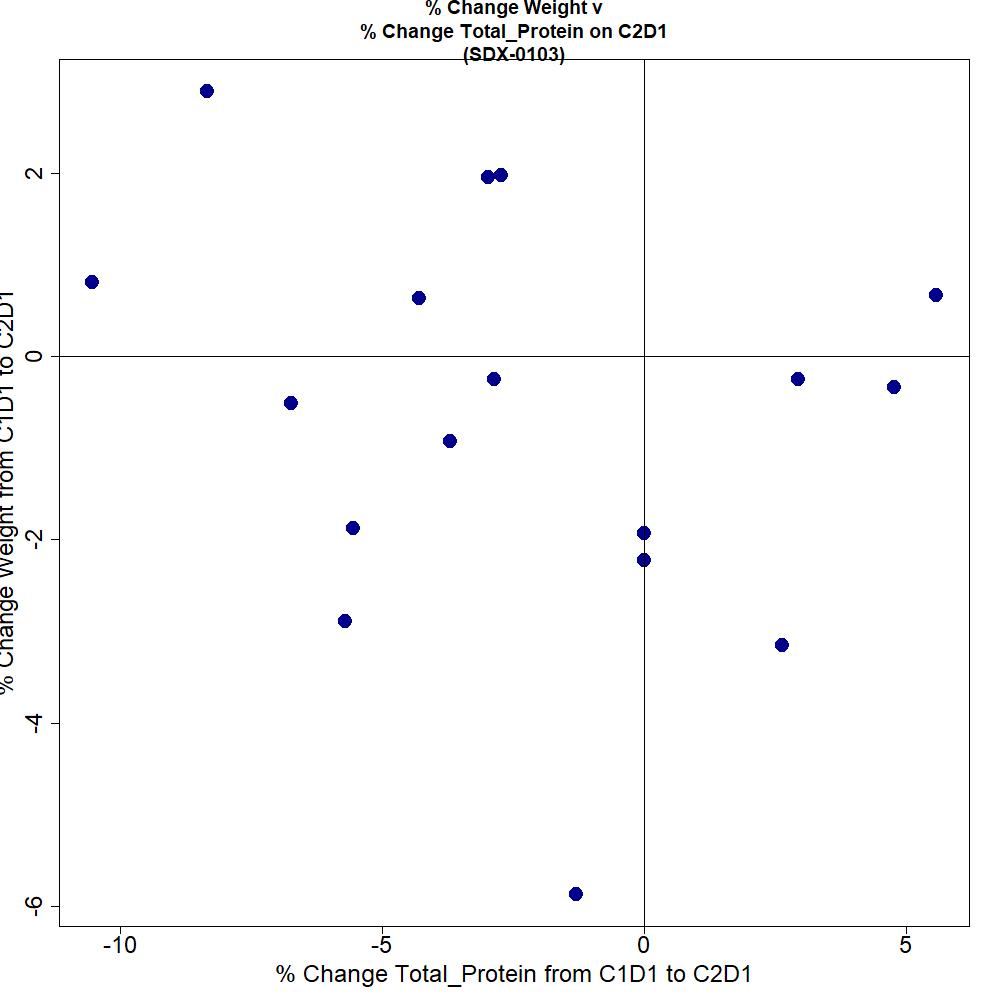 % Change Weight v
% Change Total_Protein on C2D1
(SDX-0103)
% Change Weight from C1D1 to C2D1
2
0
-2
-4
-6
-10
-5
0
5
% Change Total_Protein from C1D1 to C2D1